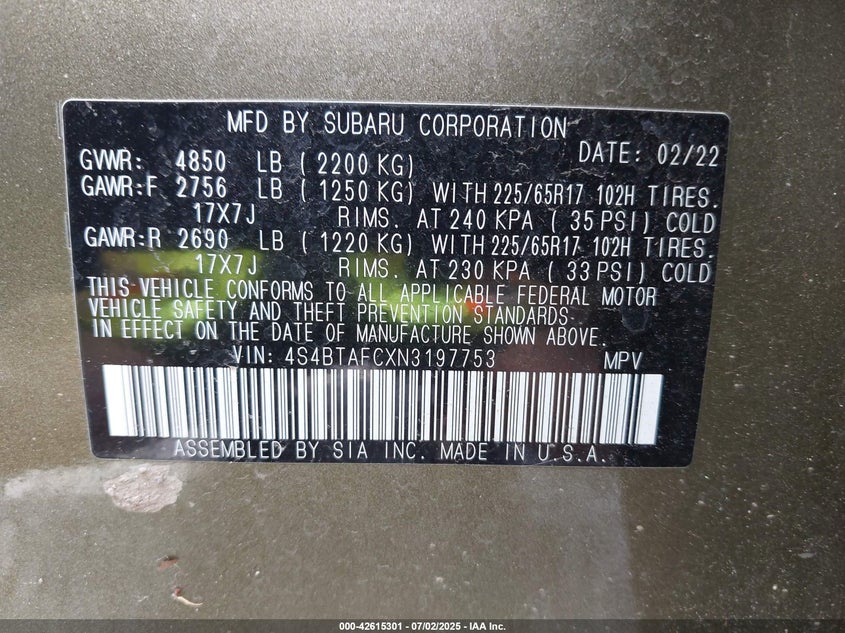 MFD BY SUBARU CORPORATION
DATE: 02/22
GVWR: 4850 LB ( 2200 KG)
GAWR:F 2756 LB ( 1250 KG) WITH 225/65R17 102H TIRES.
17X7J RIMS. AT 240 KPA ( 35 PSI) COLD
GAWR:R 2690 LB ( 1220 KG) WITH 225/65R17 102H TIRES.
17X7J RIMS. AT 230 KPA ( 33 PSI) COLD
THIS VEHICLE CONFORMS TO ALL APPLICABLE FEDERAL MOTOR
VEHICLE SAFETY AND THEFT PREVENTION STANDARDS
IN EFFECT ON THE DATE OF MANUFACTURE SHOWN ABOVE.
VIN: 4S4BTAFCXN3197753 MPV
ASSEMBLED BY SIA INC. MADE IN U.S.A.
000-42615301 - 07/02/2025 - IAA Inc.